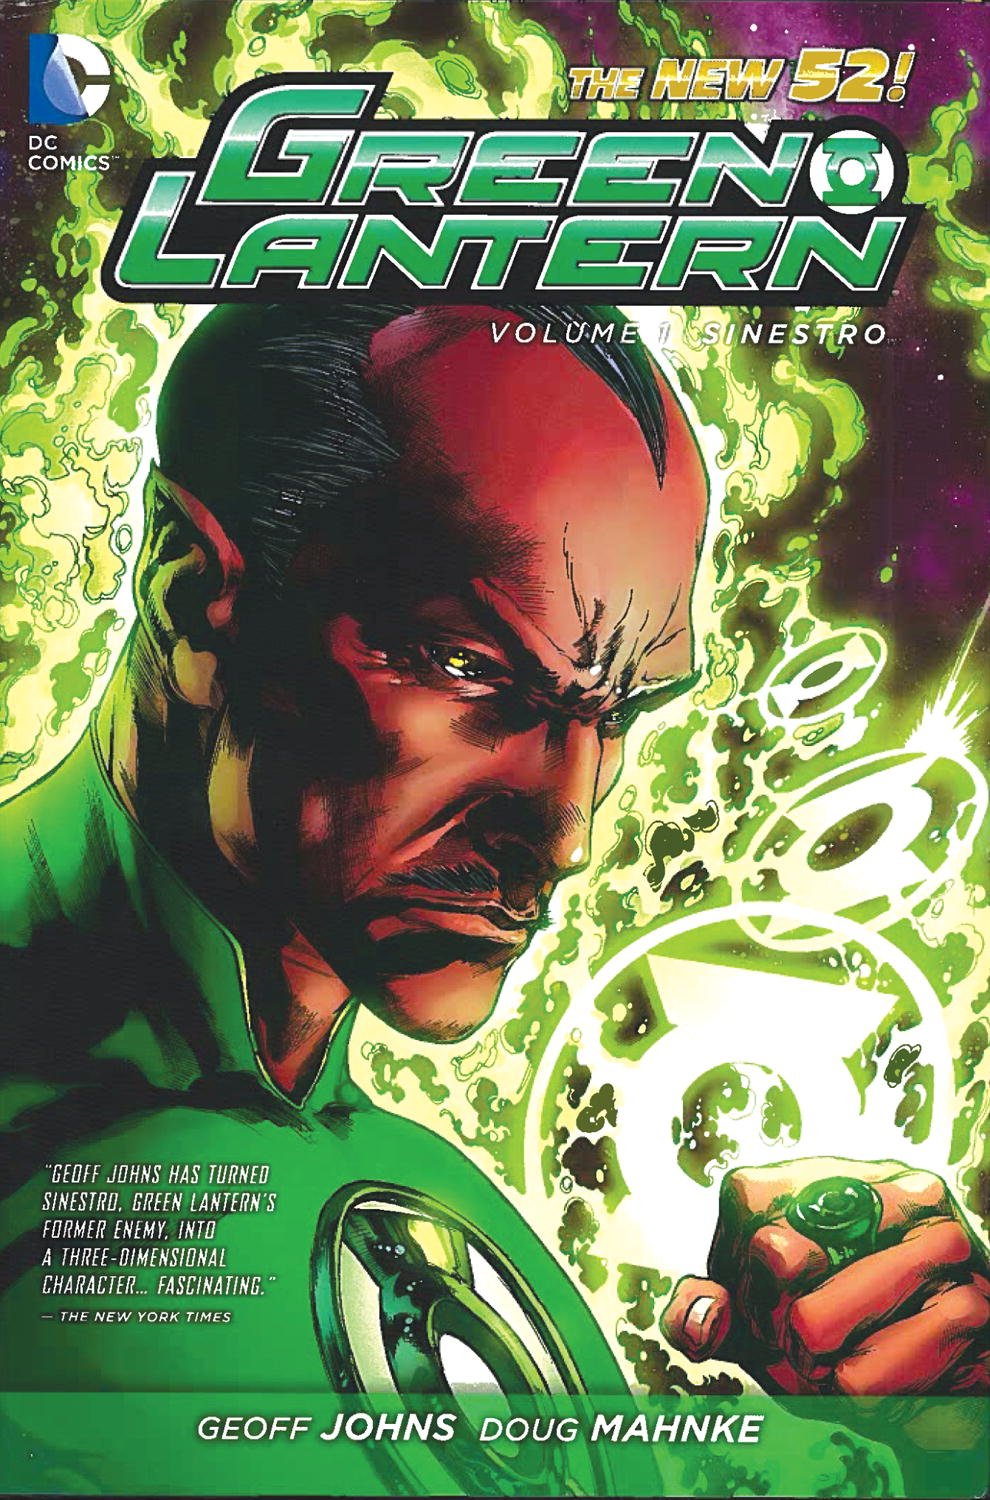 DC
COMICS™
THE NEW 52!
GREEN
LANTERN
VOLUME 1 SINESTRO
"GEOFF JOHNS HAS TURNED
SINESTRO, GREEN LANTERN'S
FORMER ENEMY, INTO
A THREE-DIMENSIONAL
CHARACTER... FASCINATING."
— THE NEW YORK TIMES
GEOFF JOHNS DOUG MAHNKE